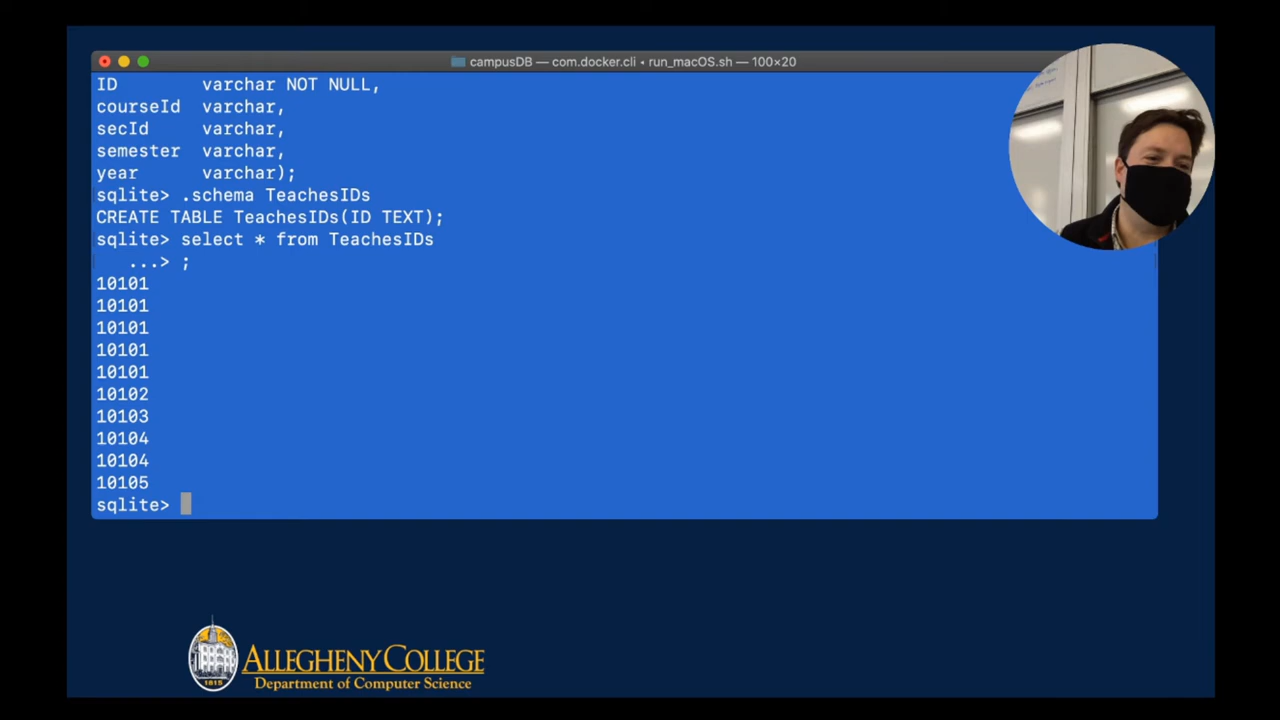 campusDB — com.docker.cli • run_macOS.sh — 100×20
ID varchar NOT NULL,
courseId varchar,
secId varchar,
semester varchar,
year varchar);
sqlite> .schema TeachesIDs
CREATE TABLE TeachesIDs(ID TEXT);
sqlite> select * from TeachesIDs
...> ;
10101
10101
10101
10101
10101
10102
10103
10104
10104
10105
sqlite>
1815
ALLEGHENY COLLEGE
Department of Computer Science